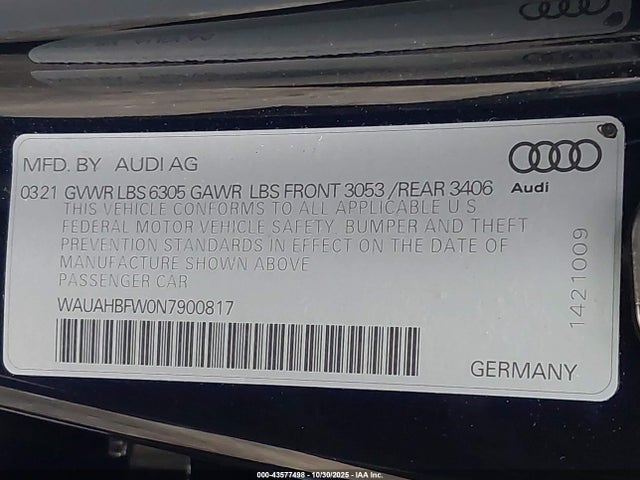 MFD. BY AUDI AG
03 21 GVWR LBS 6305 GAWR LBS FRONT 3053 /REAR 3406
Audi
THIS VEHICLE CONFORMS TO ALL APPLICABLE U S
FEDERAL MOTOR VEHICLE SAFETY, BUMPER AND THEFT
PREVENTION STANDARDS IN EFFECT ON THE DATE OF
MANUFACTURE SHOWN ABOVE
PASSENGER CAR
WAUAHBFW0N7900817
1421009
GERMANY
000-43577498 - 10/30/2025 - IAA Inc.